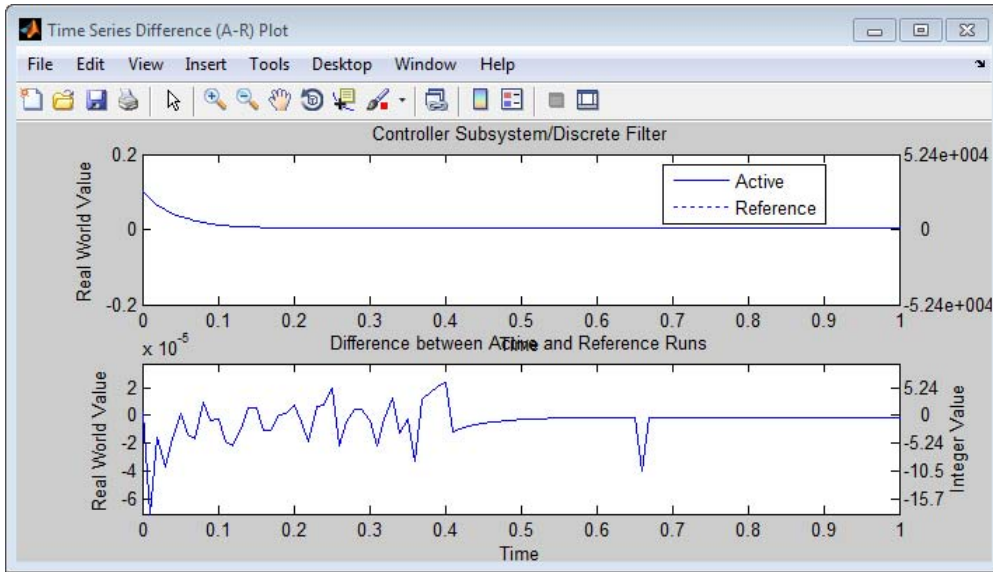 Time Series Difference (A-R) Plot
File Edit View Insert Tools Desktop Window Help
Controller Subsystem/Discrete Filter
Real World Value
0.2
0
-0.2
5.24e+004
0
-5.24e+004
Active
Reference
0 0.1 0.2 0.3 0.4 0.5 0.6 0.7 0.8 0.9 1
Time
x 10-5
Difference between Active and Reference Runs
Real World Value
2
0
-2
-4
-6
5.24
0
-5.24
-10.5
-15.7
Integer Value
0 0.1 0.2 0.3 0.4 0.5 0.6 0.7 0.8 0.9 1
Time